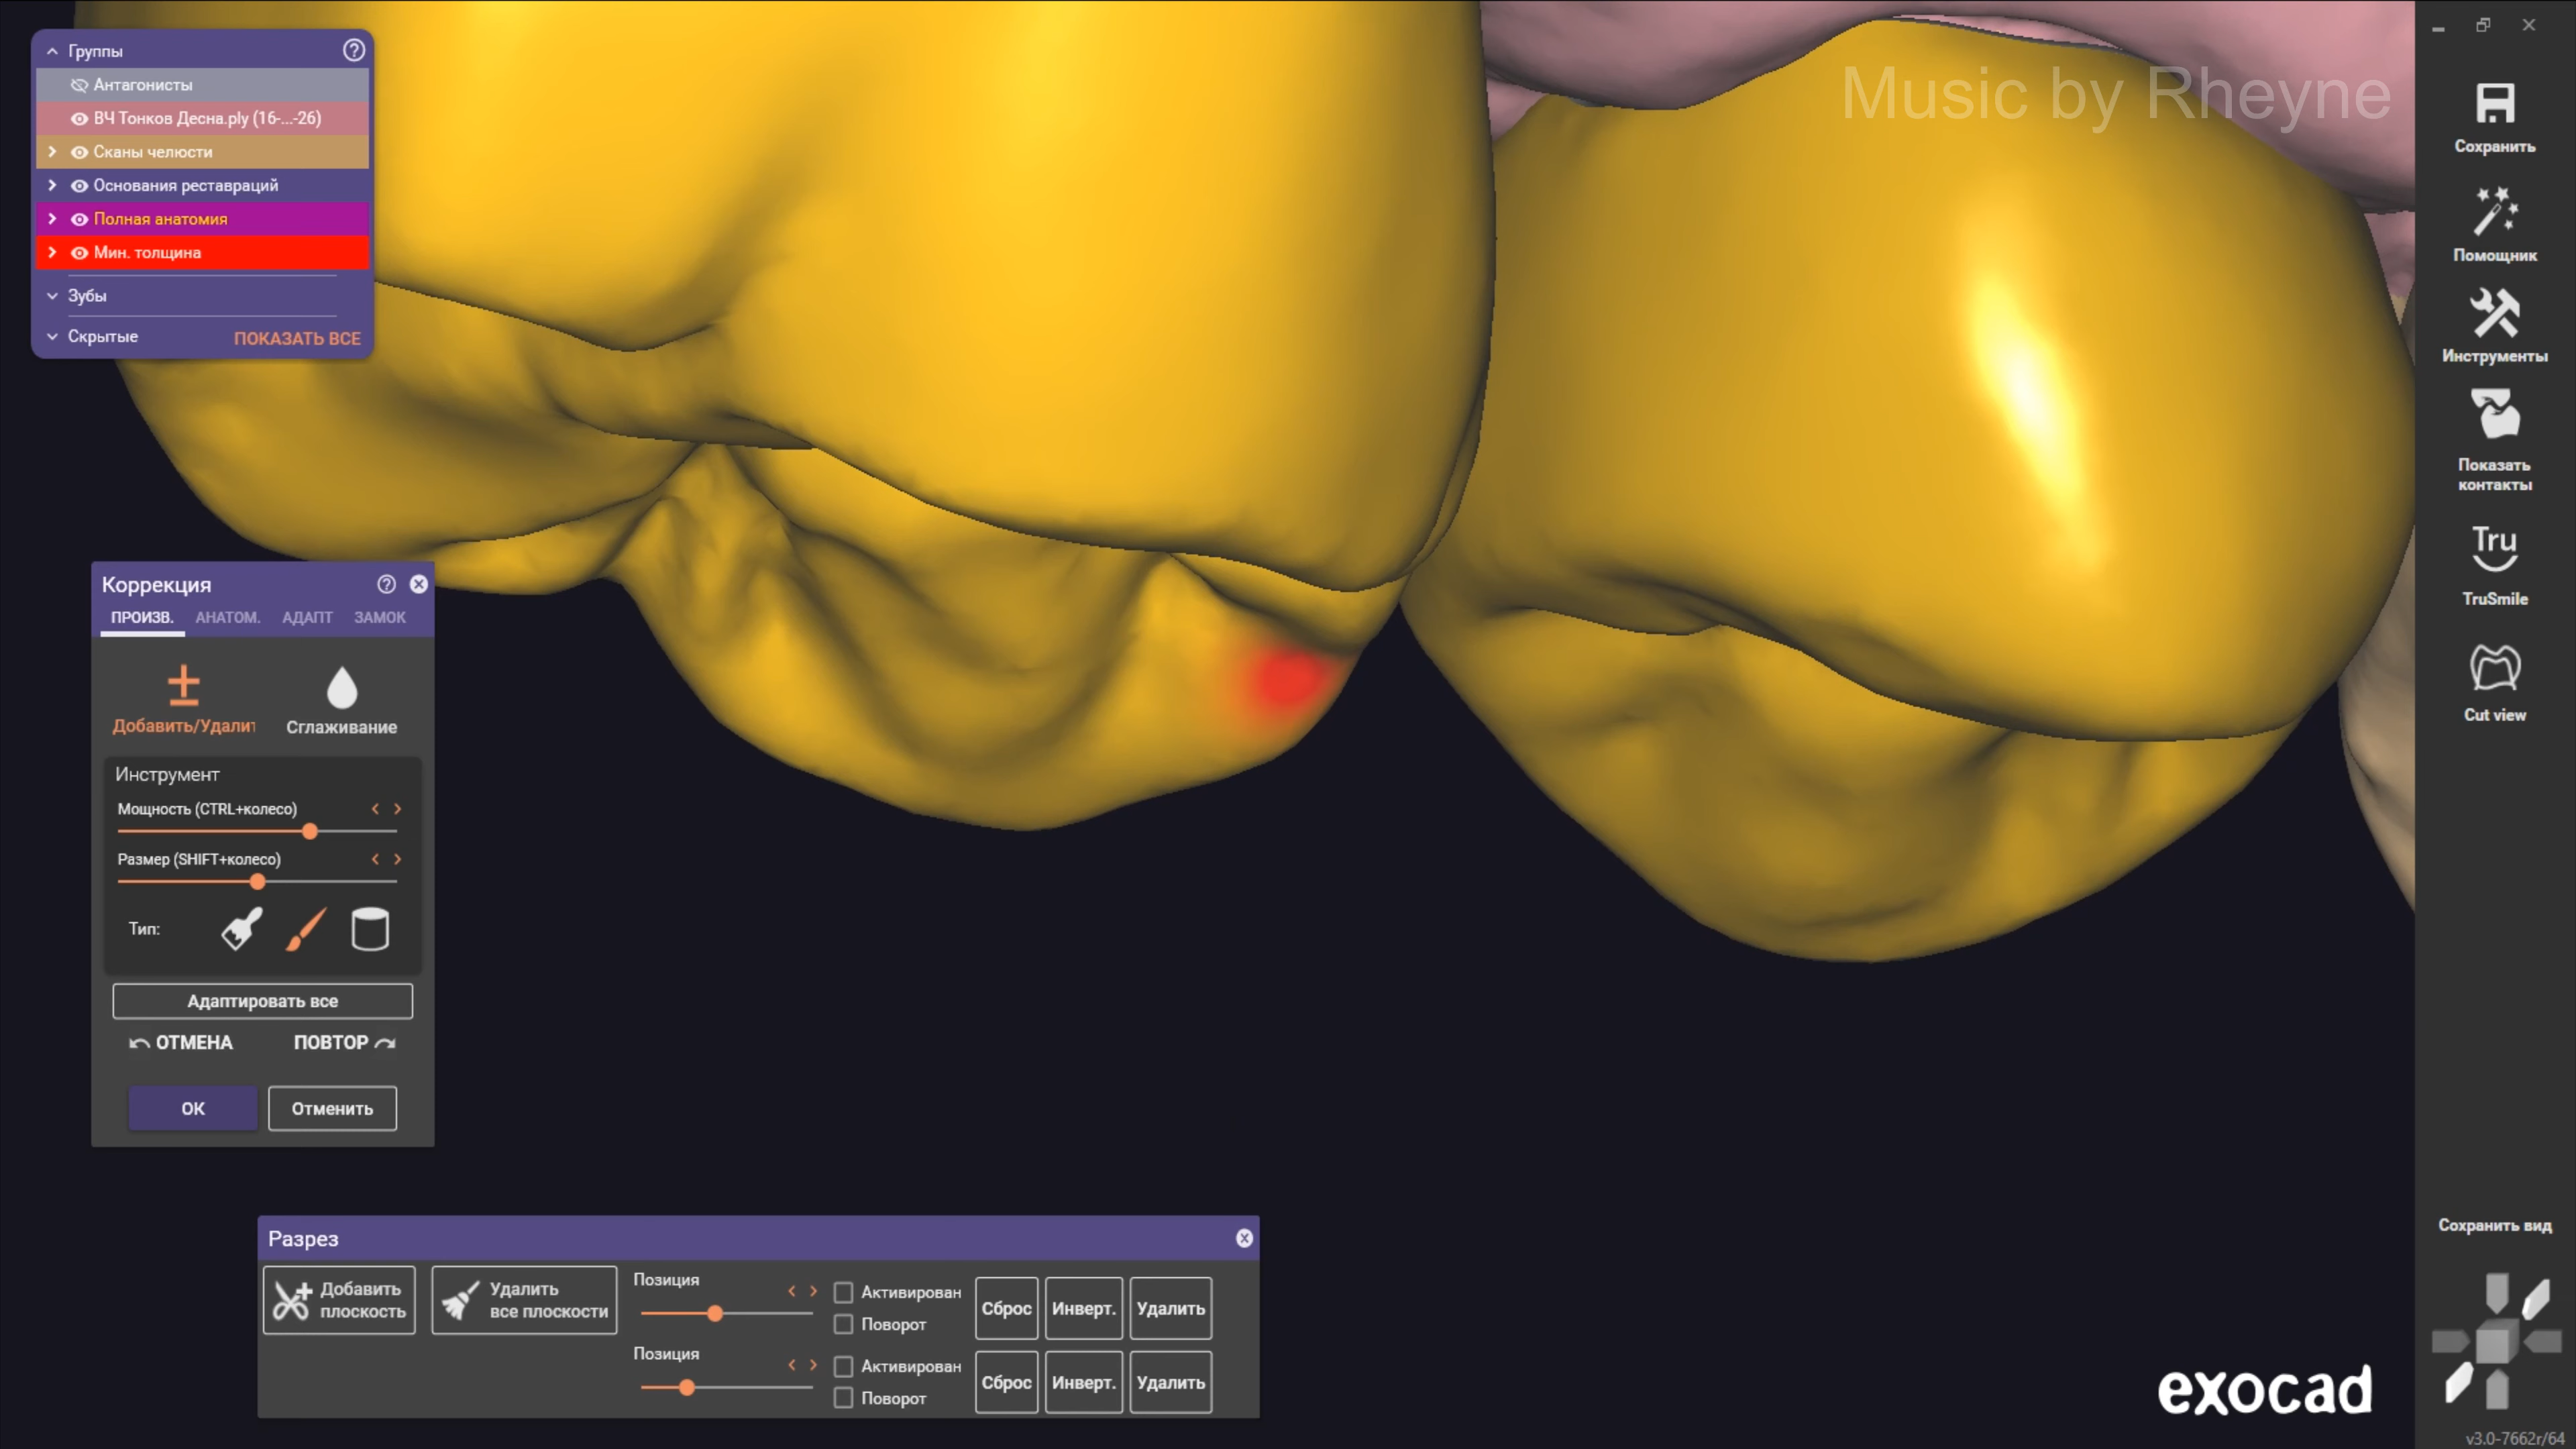 Music by Rheyne
Группы
Антагонисты
ВЧ Тонков Десна.ply (16-...-26)
Сканы челюсти
Основания реставраций
Полная анатомия
Мин. толщина
Зубы
Скрытые ПОКАЗАТЬ ВСЕ
Коррекция
ПРОИЗВ. АНАТОМ. АДАПТ ЗАМОК
Добавить/Удалит Сглаживание
Инструмент
Мощность (CTRL+колесо)
Размер (SHIFT+колесо)
Тип:
Адаптировать все
ОТМЕНА ПОВТОР
ОК Отменить
Разрез
Добавить
плоскость
Удалить
все плоскости
Позиция
Активирован
Поворот
Сброс Инверт. Удалить
Позиция
Активирован
Поворот
Сброс Инверт. Удалить
Сохранить
Помощник
Инструменты
Показать
контакты
Tru
TruSmile
Cut view
Сохранить вид
exocad
v3.0-7662r/64